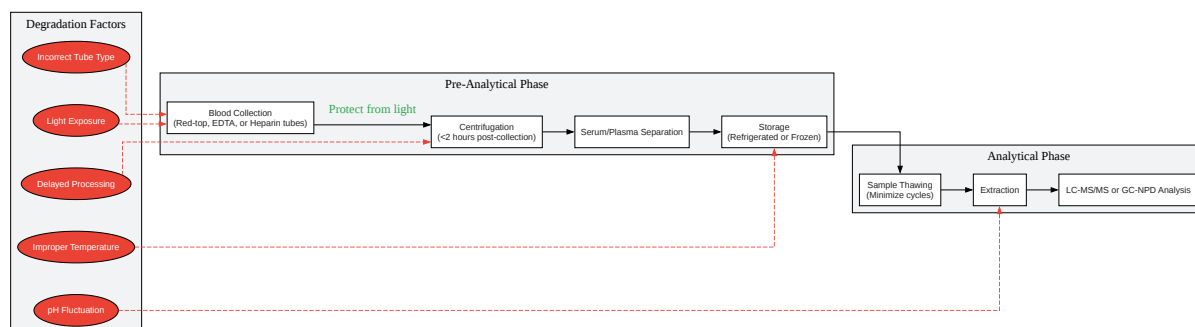 Degradation Factors
Incorrect Tube Type
Light Exposure
Delayed Processing
Improper Temperature
pH Fluctuation
Pre-Analytical Phase
Blood Collection
(Red-top, EDTA, or Heparin tubes)
Protect from light
Centrifugation
(<2 hours post-collection)
Serum/Plasma Separation
Storage
(Refrigerated or Frozen)
Analytical Phase
Sample Thawing
(Minimize cycles)
Extraction
LC-MS/MS or GC-NPD Analysis